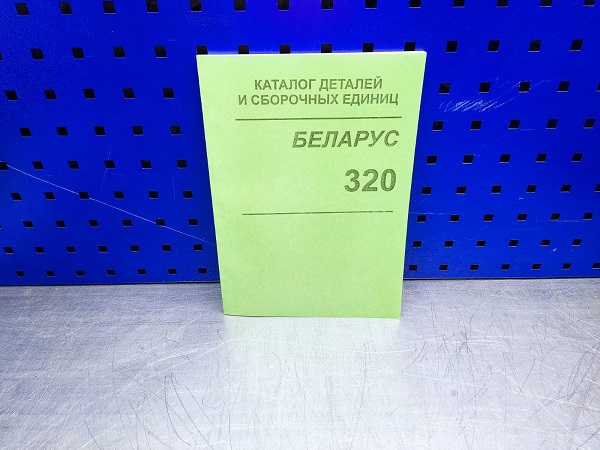 КАТАЛОГ ДЕТАЛЕЙ
И СБОРОЧНЫХ ЕДИНИЦ
БЕЛАРУС
320